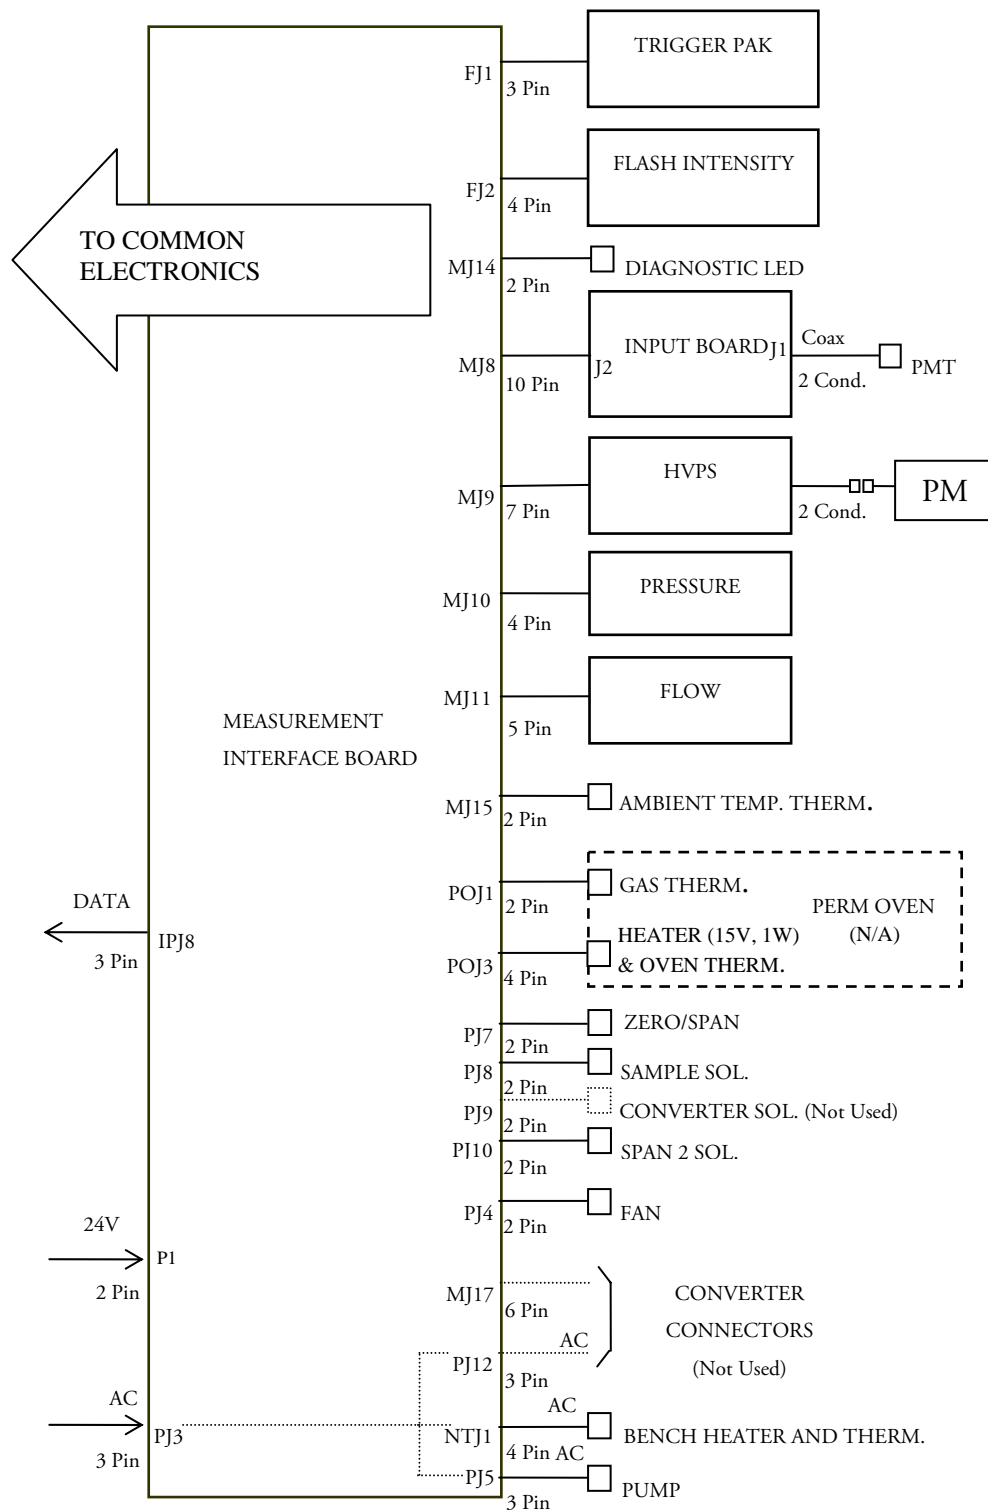 TRIGGER PAK
FJ1
3 Pin
FLASH INTENSITY
FJ2
4 Pin
TO COMMON
ELECTRONICS
MJ14
2 Pin
DIAGNOSTIC LED
MJ8
10 Pin
J2
INPUT BOARD
J1
Coax
2 Cond.
PMT
HVPS
MJ9
7 Pin
2 Cond.
PM
PRESSURE
MJ10
4 Pin
FLOW
MJ11
5 Pin
MEASUREMENT
INTERFACE BOARD
MJ15
2 Pin
AMBIENT TEMP. THERM.
POJ1
2 Pin
GAS THERM.
PERM OVEN
(N/A)
DATA
IPJ8
3 Pin
POJ3
4 Pin
HEATER (15V, 1W)
& OVEN THERM.
PJ7
2 Pin
ZERO/SPAN
PJ8
2 Pin
SAMPLE SOL.
PJ9
2 Pin
CONVERTER SOL. (Not Used)
PJ10
2 Pin
SPAN 2 SOL.
PJ4
2 Pin
FAN
24V
P1
2 Pin
MJ17
6 Pin
CONVERTER
CONNECTORS
(Not Used)
AC
PJ12
3 Pin
AC
PJ3
3 Pin
AC
NTJ1
4 Pin
BENCH HEATER AND THERM.
AC
PJ5
3 Pin
PUMP